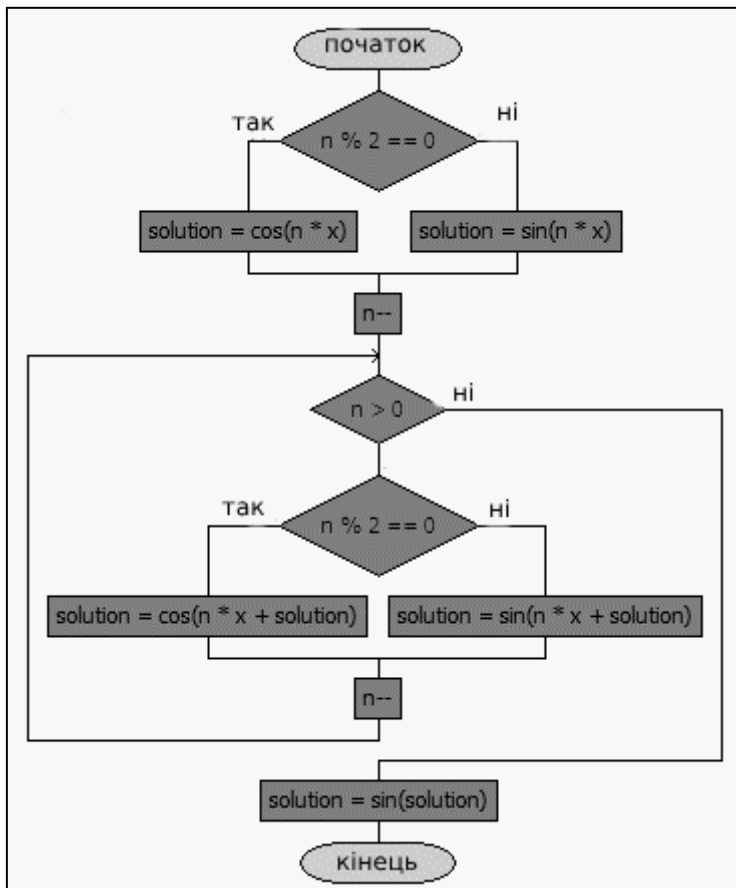 початок
так
ні
n % 2 == 0
solution = cos(n * x)
solution = sin(n * x)
n--
n > 0
ні
так
ні
n % 2 == 0
solution = cos(n * x + solution)
solution = sin(n * x + solution)
n--
solution = sin(solution)
кінець